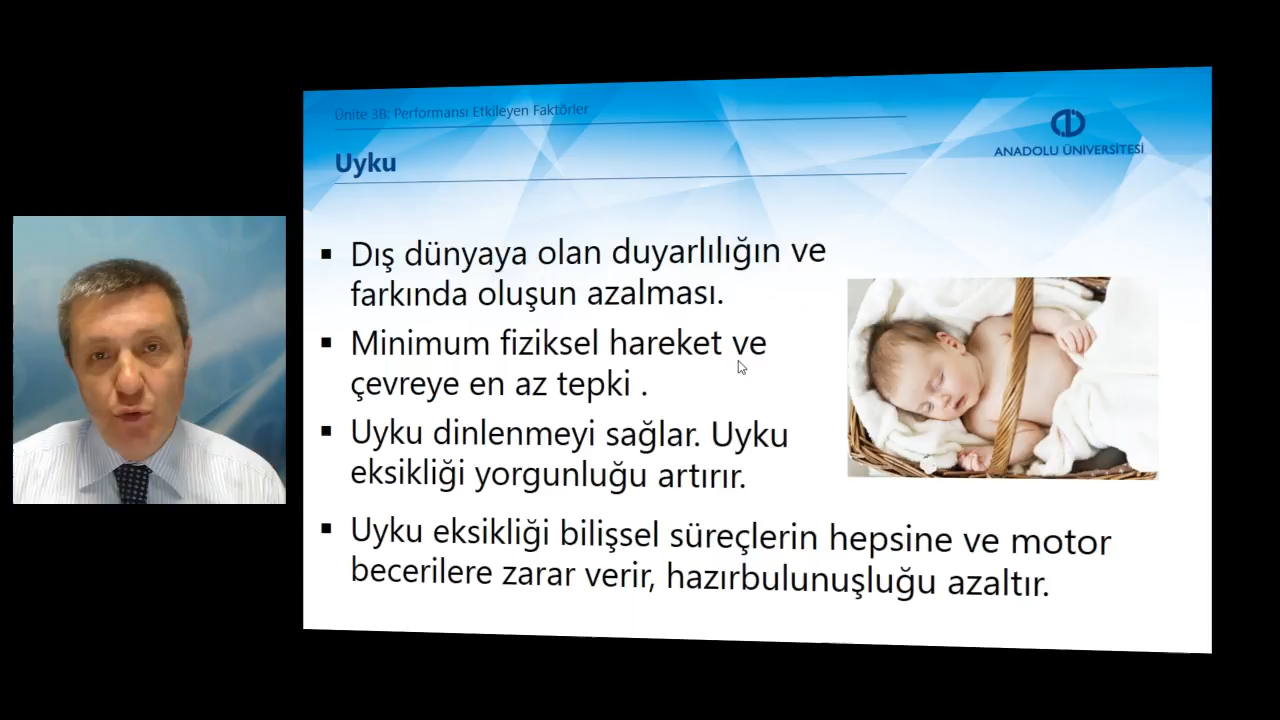 Ünite 3B: Performansı Etkileyen Faktörler
Uyku
ANADOLU ÜNİVERSİTESİ
▪ Dış dünyaya olan duyarlılığın ve
farkında oluşun azalması.
▪ Minimum fiziksel hareket ve
çevreye en az tepki .
▪ Uyku dinlenmeyi sağlar. Uyku
eksikliği yorgunluğu artırır.
▪ Uyku eksikliği bilişsel süreçlerin hepsine ve motor
becerilere zarar verir, hazırbulunuşluğu azaltır.